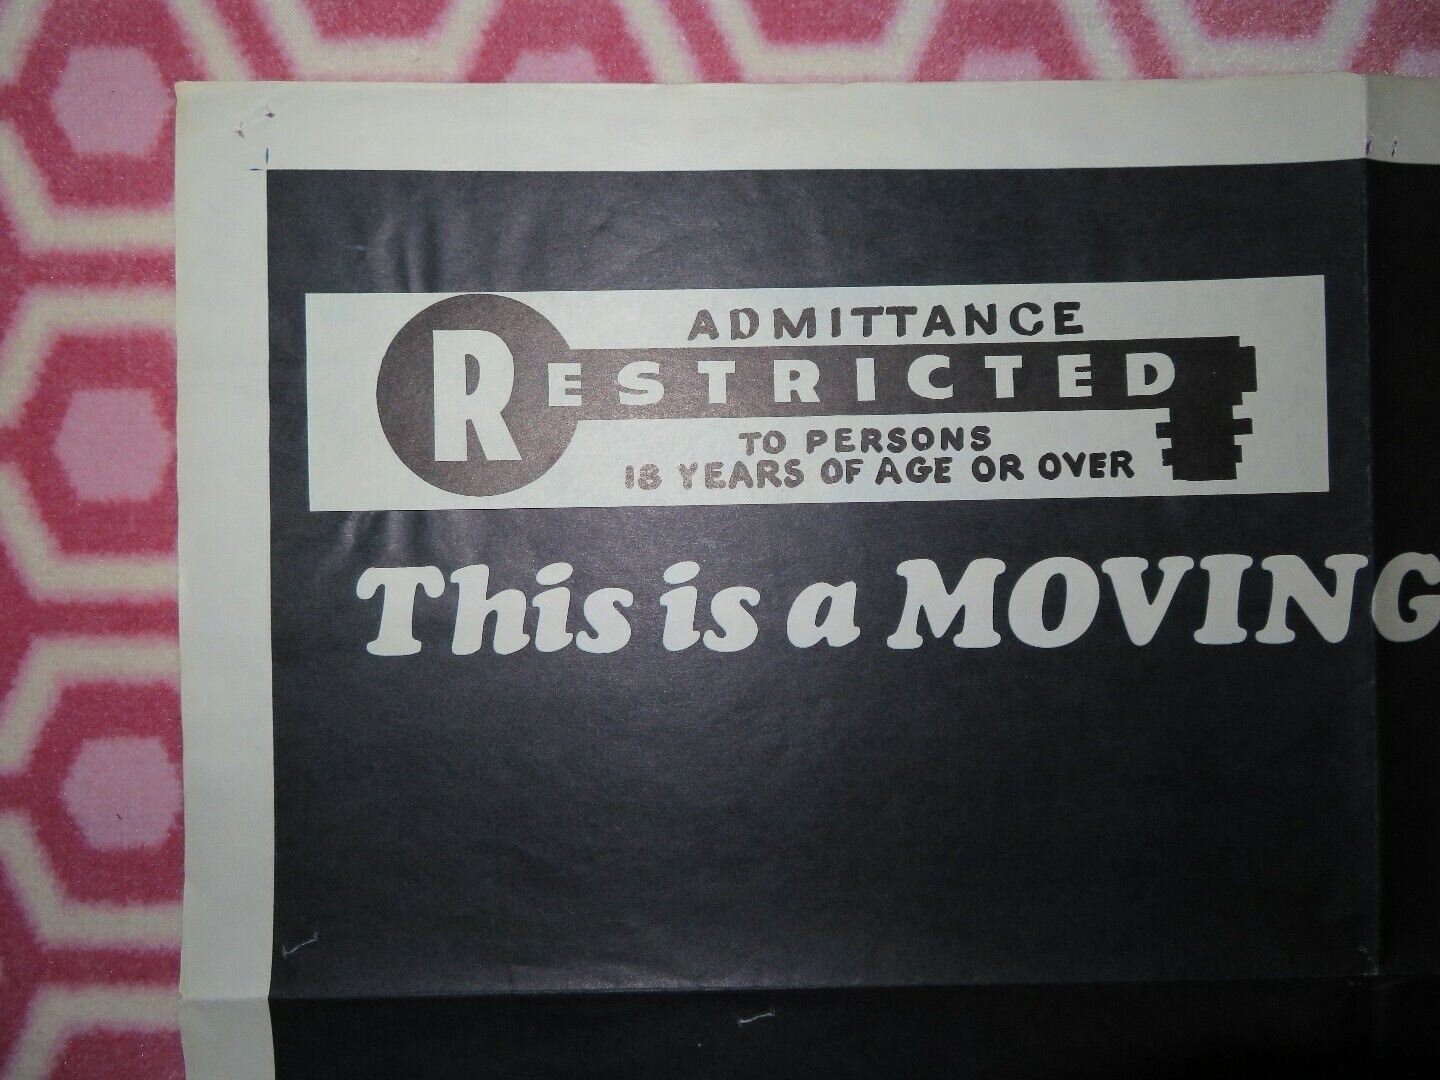 ADMITTANCE
RESTRICTED
TO PERSONS
18 YEARS OF AGE OR OVER
This is a MOVING